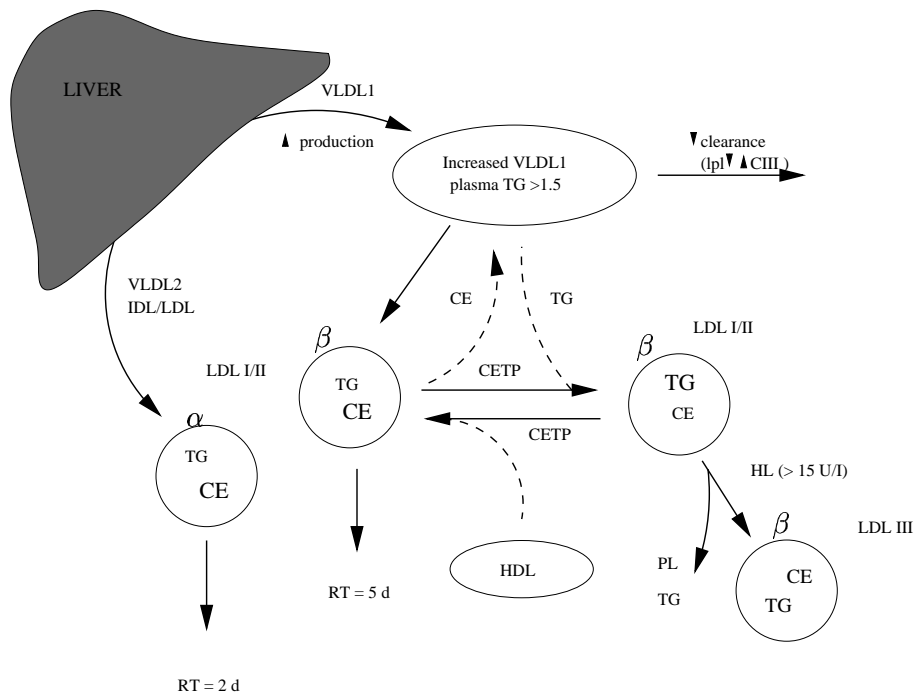 LIVER
VLDL1
production
Increased VLDL1
plasma TG >1.5
clearance
(lpl CIII )
VLDL2
IDL/LDL
CE
TG
LDL I/II
β
LDL I/II
β
TG
CE
CETP
CETP
TG
CE
α
TG
CE
HL (> 15 U/I)
β
LDL III
HDL
PL
TG
CE
TG
RT = 5 d
RT = 2 d